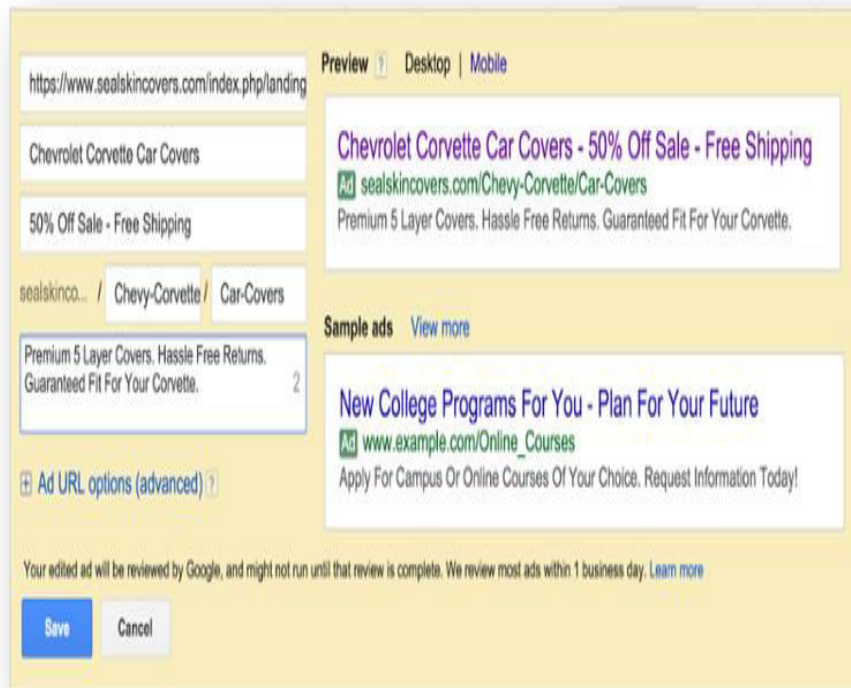 https://www.sealskincovers.com/index.php/landing
Chevrolet Corvette Car Covers
50% Off Sale - Free Shipping
sealskinco... / Chevy-Corvette / Car-Covers
Premium 5 Layer Covers. Hassle Free Returns.
Guaranteed Fit For Your Corvette. 2
+ Ad URL options (advanced) ?
Preview ? Desktop | Mobile
Chevrolet Corvette Car Covers - 50% Off Sale - Free Shipping
Ad sealskincovers.com/Chevy-Corvette/Car-Covers
Premium 5 Layer Covers. Hassle Free Returns. Guaranteed Fit For Your Corvette.
Sample ads View more
New College Programs For You - Plan For Your Future
Ad www.example.com/Online_Courses
Apply For Campus Or Online Courses Of Your Choice. Request Information Today!
Your edited ad will be reviewed by Google, and might not run until that review is complete. We review most ads within 1 business day. Learn more
Save Cancel